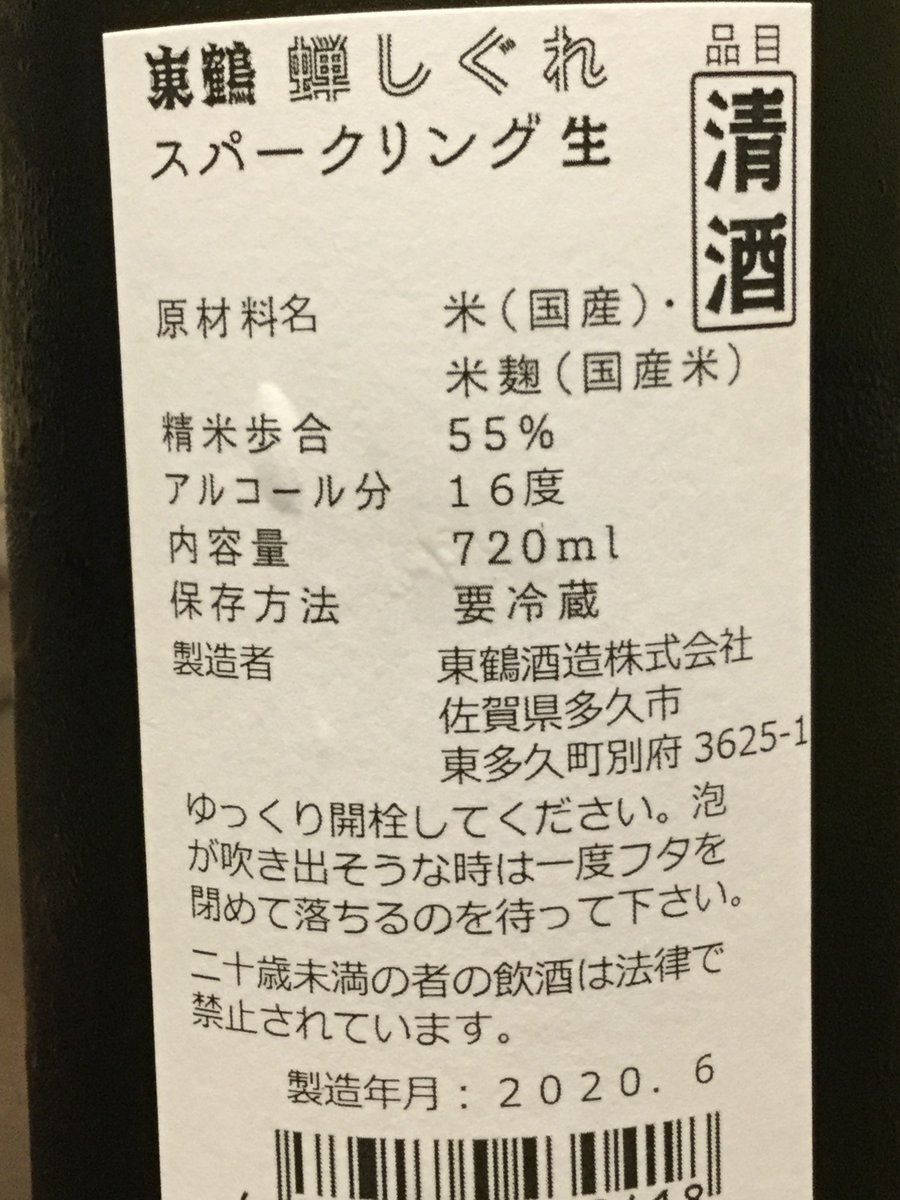 東鶴 蝉しぐれ
スパークリング生
品目
清酒
原材料名 米(国産)・
米麹(国産米)
精米歩合 55%
アルコール分 16度
内容量 720ml
保存方法 要冷蔵
製造者 東鶴酒造株式会社
佐賀県多久市
東多久町別府 3625-1
ゆっくり開栓してください。泡
が吹き出そうな時は一度フタを
閉めて落ちるのを待って下さい。
二十歳未満の者の飲酒は法律で
禁止されています。
製造年月：2020.6